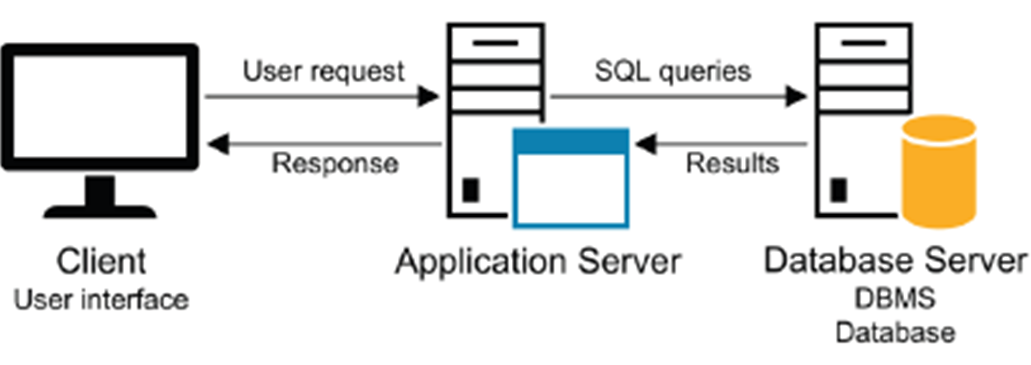 User request
SQL queries
Response
Results
Client
User interface
Application Server
Database Server
DBMS
Database